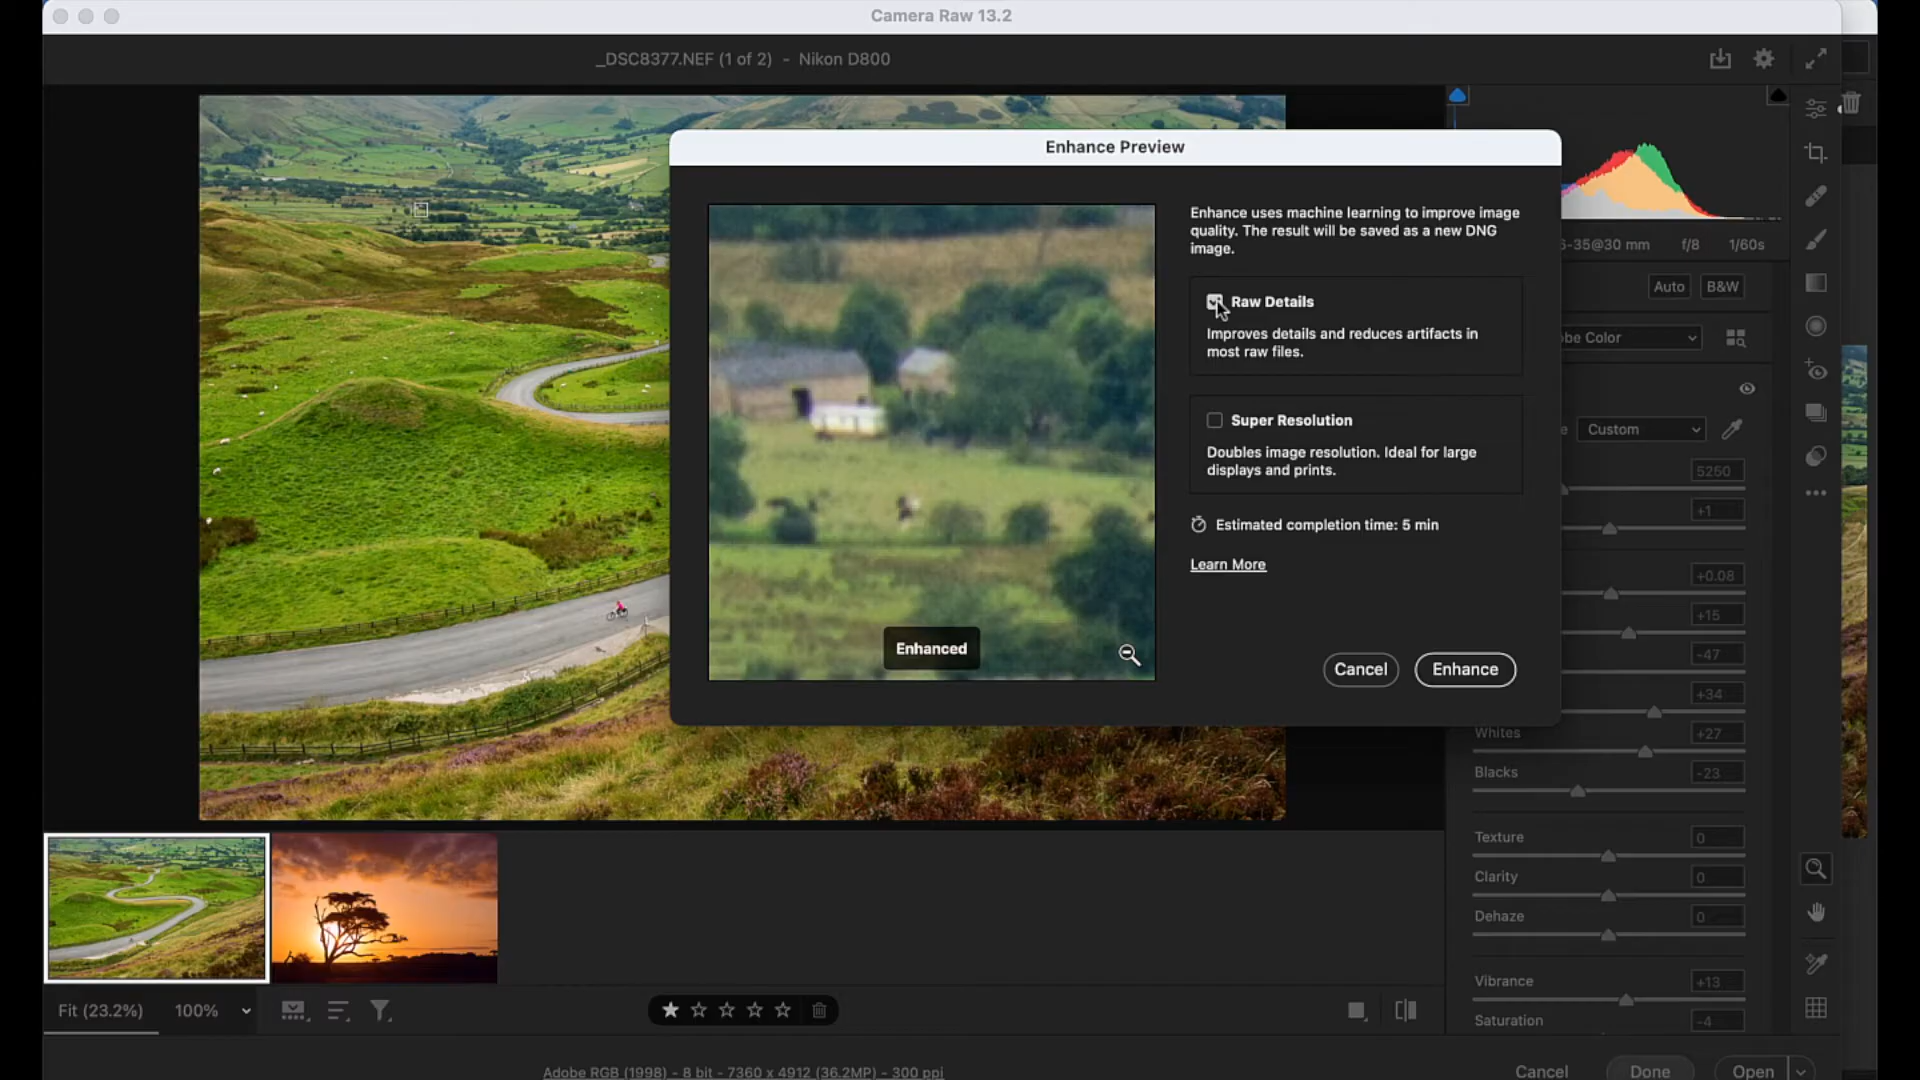 Camera Raw 13.2
_DSC8377.NEF (1 of 2) - Nikon D800
Enhance Preview
Enhance uses machine learning to improve image
quality. The result will be saved as a new DNG
image.
Raw Details
Improves details and reduces artifacts in
most raw files.
Super Resolution
Doubles image resolution. Ideal for large
displays and prints.
Estimated completion time: 5 min
Learn More
Enhanced
Cancel
Enhance
6-35@30 mm f/8 1/60s
Auto B&W
be Color
e Custom
5250
+1
+0.08
+15
-47
+34
Whites +27
Blacks -23
Texture 0
Clarity 0
Dehaze 0
Vibrance +13
Saturation -4
Fit (23.2%) 100%
Adobe RGB (1998) - 8 bit - 7360 x 4912 (36.2MP) - 300 ppi
Cancel Done Open